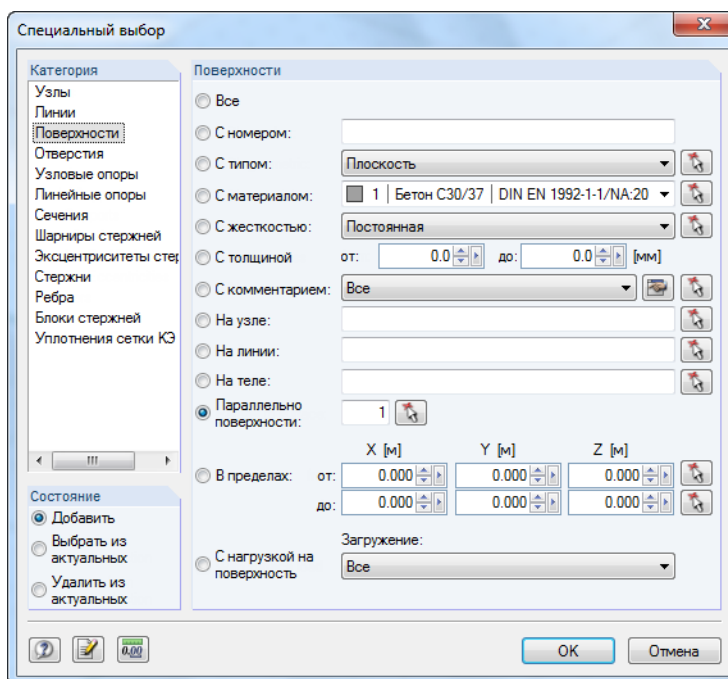 Специальный выбор
Категория
Узлы
Линии
Поверхности
Отверстия
Узловые опоры
Линейные опоры
Сечения
Шарниры стержней
Эксцентриситеты стер
Стержни
Ребра
Блоки стержней
Уплотнения сетки КЭ
Состояние
Добавить
Выбрать из
актуальных
Удалить из
актуальных
Поверхности
Все
С номером:
С типом: Плоскость
С материалом: 1 | Бетон C30/37 | DIN EN 1992-1-1/NA:20
С жесткостью: Постоянная
С толщиной от: 0.0 до: 0.0 [мм]
С комментарием: Все
На узле:
На линии:
На теле:
Параллельно
поверхности: 1
X [м] Y [м] Z [м]
В пределах: от: 0.000 0.000 0.000
до: 0.000 0.000 0.000
Загружение:
С нагрузкой на
поверхность Все
0.00
OK Отмена